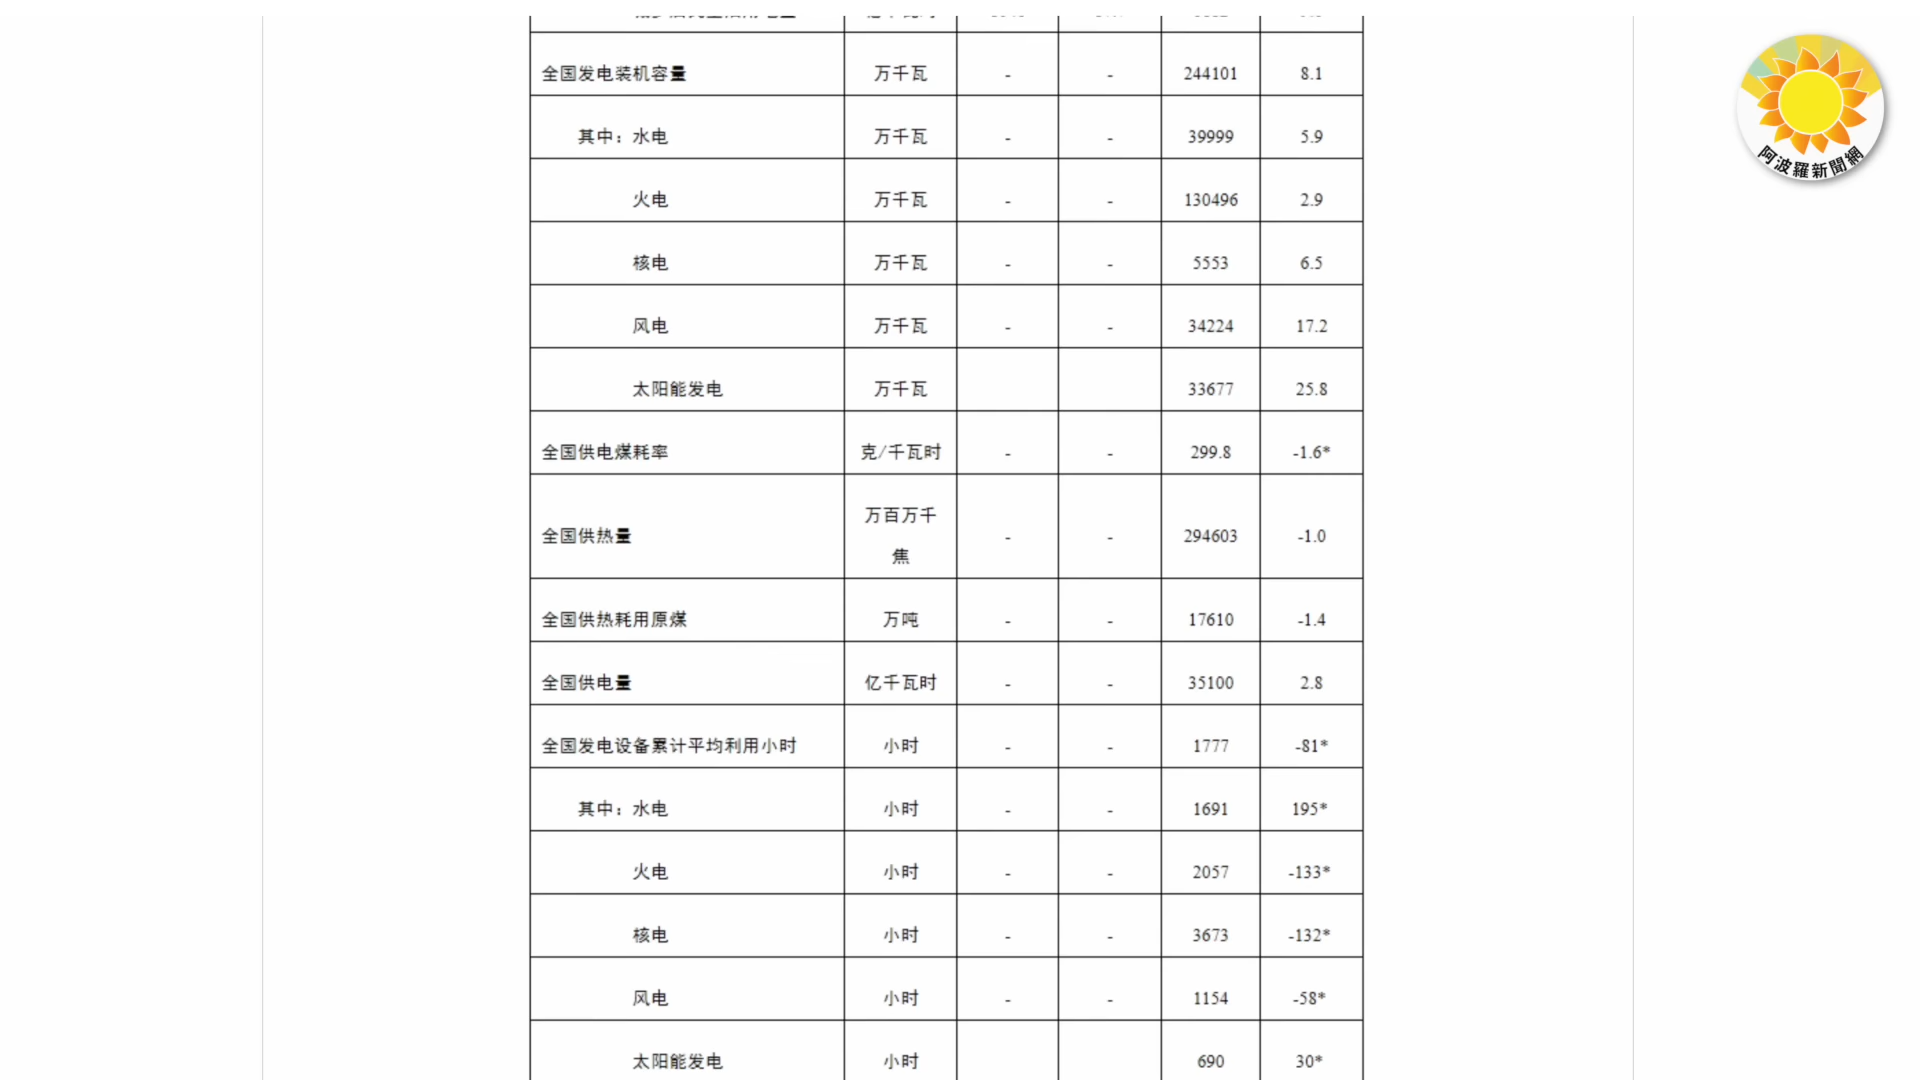 全国发电装机容量 万千瓦 - - 244101 8.1
其中：水电 万千瓦 - - 39999 5.9
火电 万千瓦 - - 130496 2.9
核电 万千瓦 - - 5553 6.5
风电 万千瓦 - - 34224 17.2
太阳能发电 万千瓦 33677 25.8
全国供电煤耗率 克/千瓦时 - - 299.8 -1.6*
全国供热量 万百万千焦 - - 294603 -1.0
全国供热耗用原煤 万吨 - - 17610 -1.4
全国供电量 亿千瓦时 - - 35100 2.8
全国发电设备累计平均利用小时 小时 - - 1777 -81*
其中：水电 小时 - - 1691 195*
火电 小时 - - 2057 -133*
核电 小时 - - 3673 -132*
风电 小时 - - 1154 -58*
太阳能发电 小时 690 30*
阿波羅新聞網